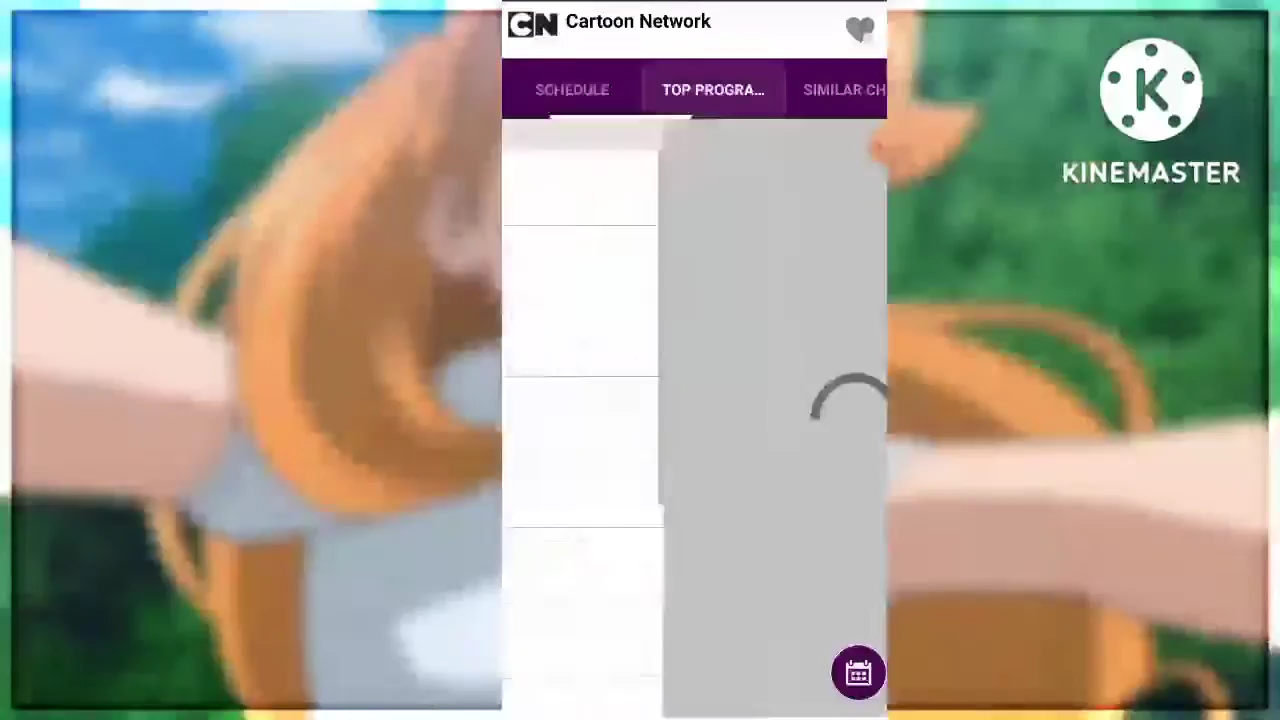 CN Cartoon Network
SCHEDULE TOP PROGRA... SIMILAR CH
K
KINEMASTER